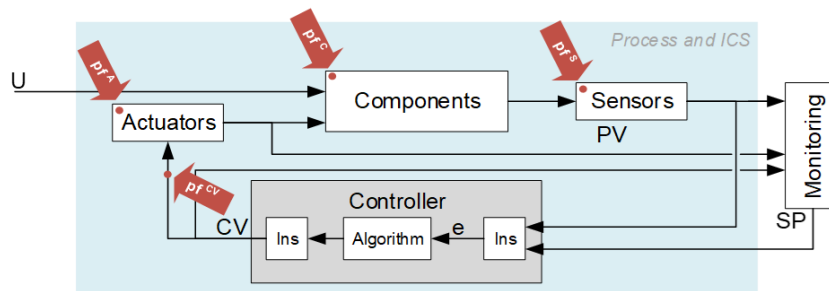 Process and ICS
pf^A
pf^C
pf^S
U
Components
Sensors
Actuators
PV
Monitoring
pf^CV
Controller
SP
CV
Ins
Algorithm
e
Ins